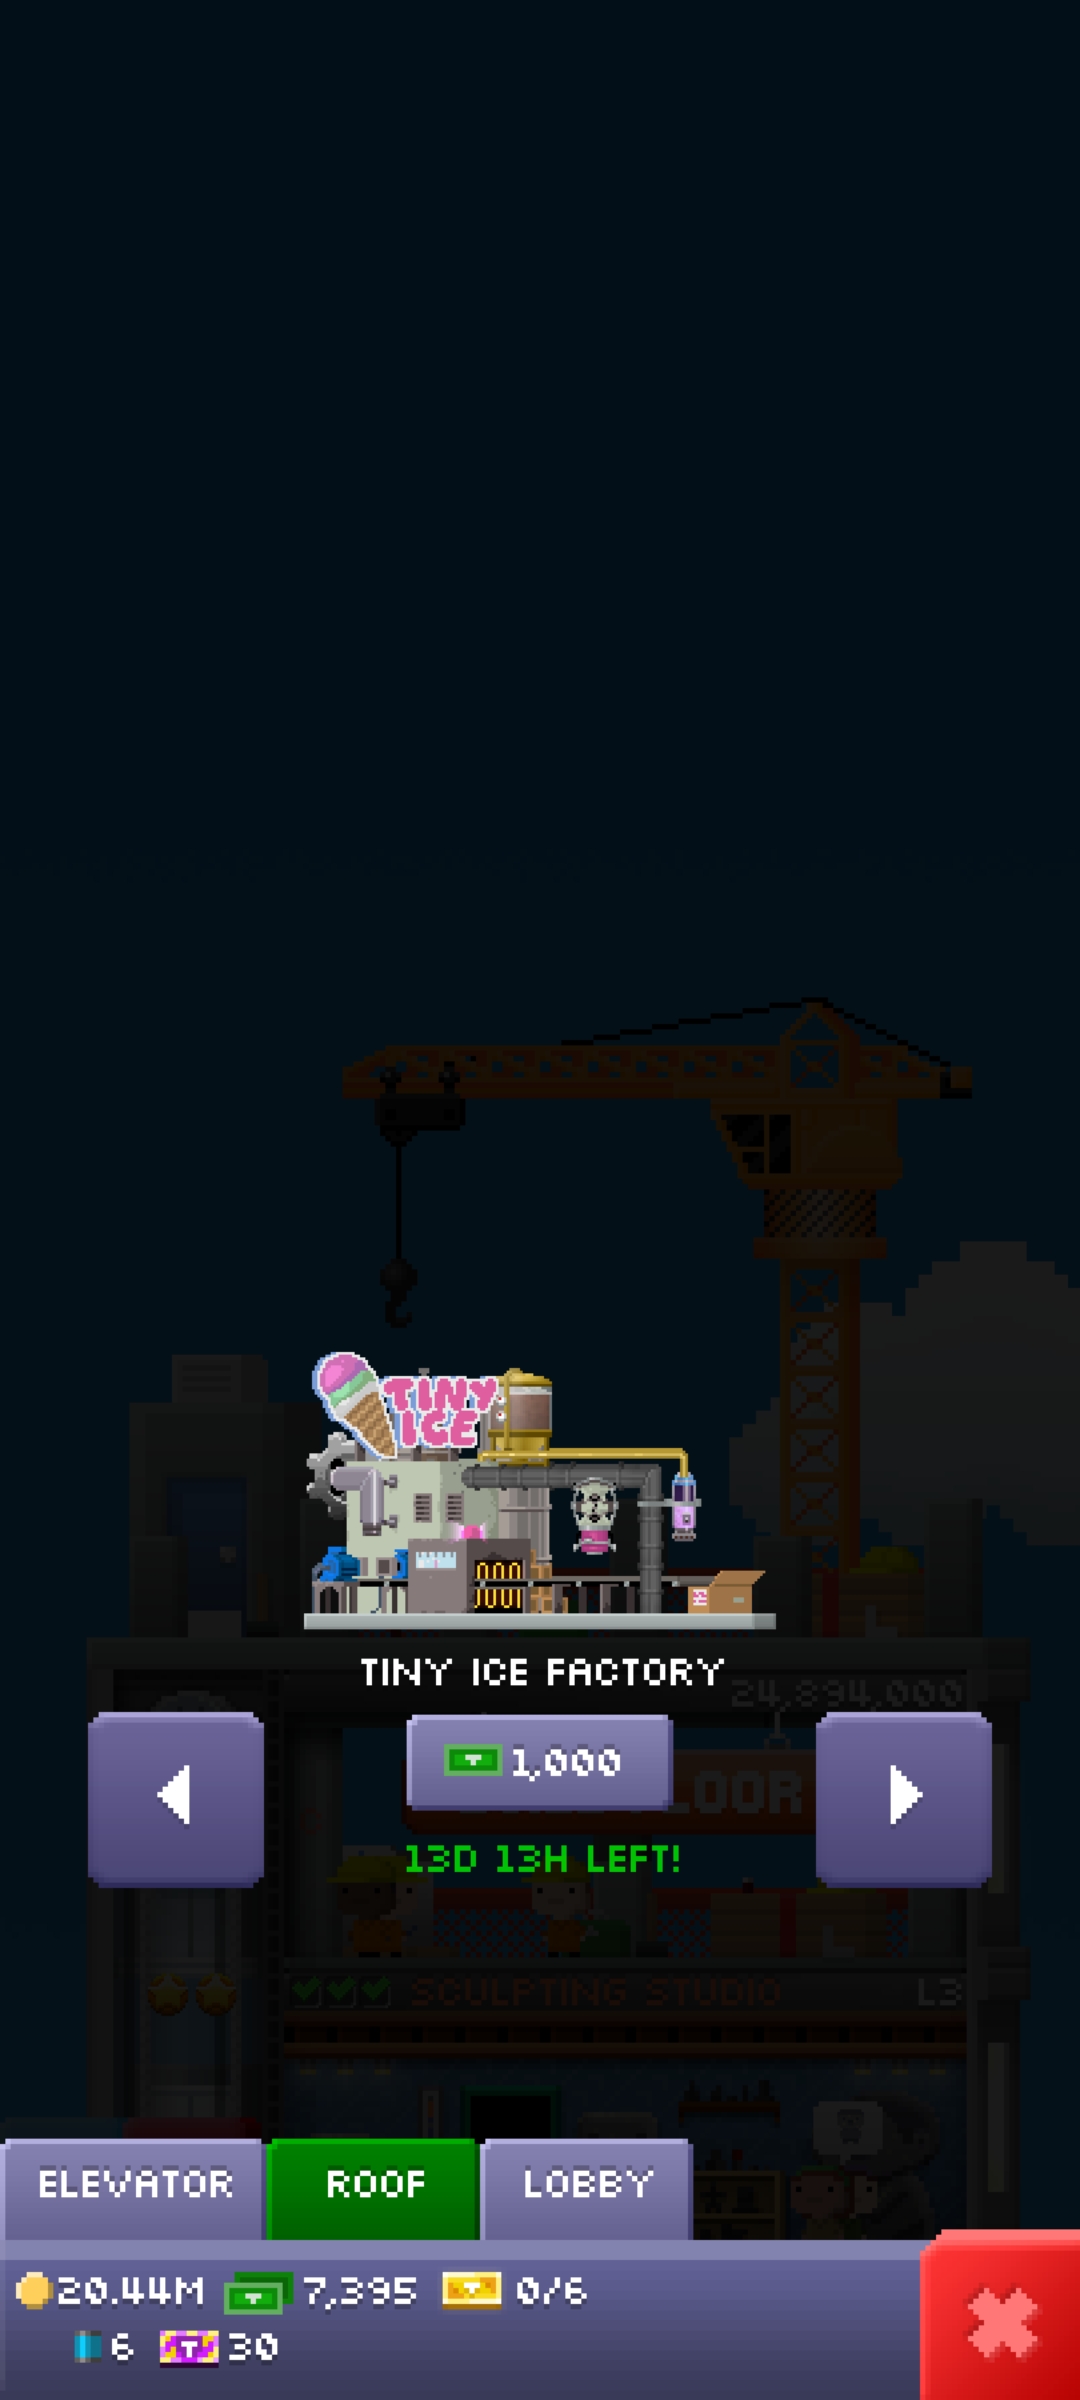 TINY
ICE
TINY ICE FACTORY
24,894,000
1,000
LOOR
13D 13H LEFT!
SCULPTING STUDIO
L3
ELEVATOR
ROOF
LOBBY
20.44M 7,395 0/6
6 30